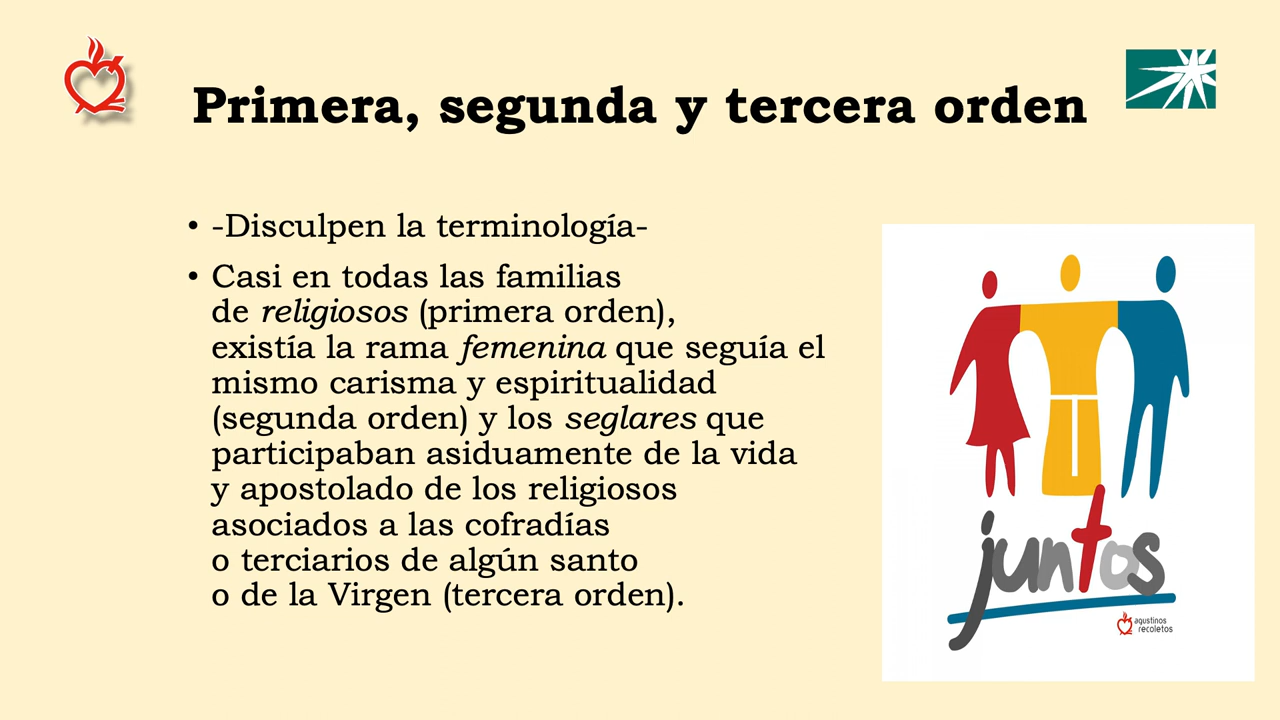 Primera, segunda y tercera orden
• -Disculpen la terminología-
• Casi en todas las familias
de religiosos (primera orden),
existía la rama femenina que seguía el
mismo carisma y espiritualidad
(segunda orden) y los seglares que
participaban asiduamente de la vida
y apostolado de los religiosos
asociados a las cofradías
o terciarios de algún santo
o de la Virgen (tercera orden).
juntos
agustinos
recoletos